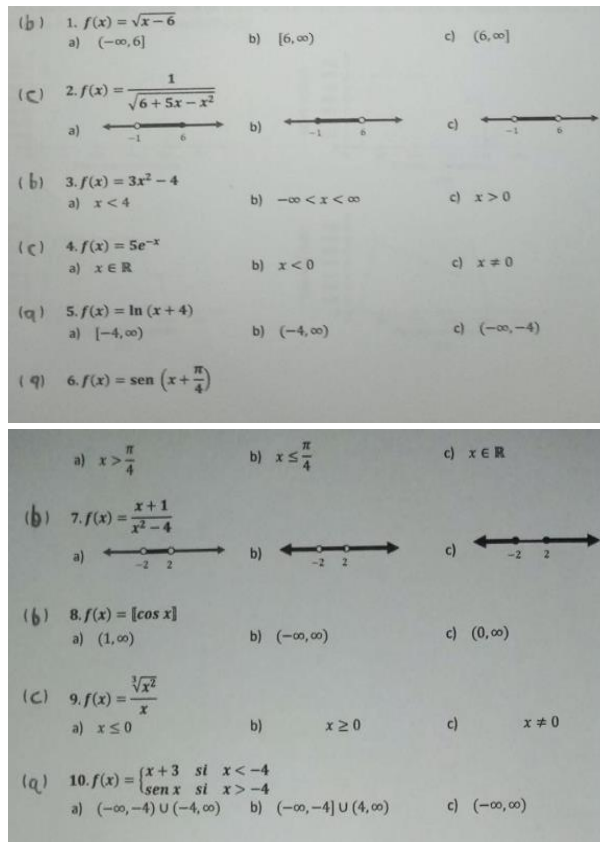 (b) 1. f(x) = √x − 6
a) (−∞, 6] b) [6, ∞) c) (6, ∞]
(c) 2. f(x) = 1 / √6 + 5x − x²
a) −1 6 b) −1 6 c) −1 6
(b) 3. f(x) = 3x² − 4
a) x < 4 b) −∞ < x < ∞ c) x > 0
(c) 4. f(x) = 5e⁻ˣ
a) x ∈ ℝ b) x < 0 c) x ≠ 0
(a) 5. f(x) = ln (x + 4)
a) [−4, ∞) b) (−4, ∞) c) (−∞, −4)
(a) 6. f(x) = sen (x + π/4)
a) x > π/4 b) x ≤ π/4 c) x ∈ ℝ
(b) 7. f(x) = x + 1 / x² − 4
a) −2 2 b) −2 2 c) −2 2
(b) 8. f(x) = ⟦cos x⟧
a) (1, ∞) b) (−∞, ∞) c) (0, ∞)
(c) 9. f(x) = ∛x² / x
a) x ≤ 0 b) x ≥ 0 c) x ≠ 0
(a) 10. f(x) = { x + 3 si x < −4
sen x si x > −4
a) (−∞, −4) ∪ (−4, ∞) b) (−∞, −4] ∪ (4, ∞) c) (−∞, ∞)